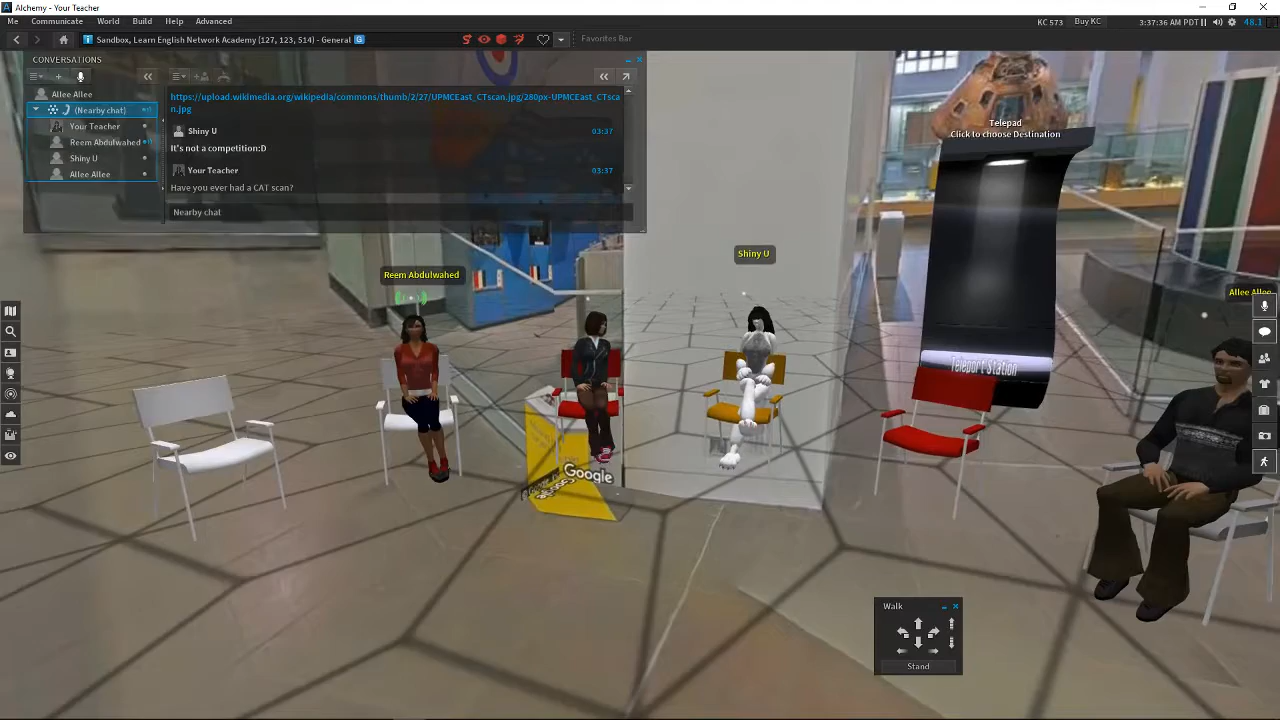 Alchemy - Your Teacher
Me Communicate World Build Help Advanced
KC 573 Buy KC 3:37:36 AM PDT 48.1
Sandbox, Learn English Network Academy (127, 123, 514) - General G
Favorites Bar
CONVERSATIONS
Allee Allee
(Nearby chat)
Your Teacher
Reem Abdulwahed
Shiny U
Allee Allee
https://upload.wikimedia.org/wikipedia/commons/thumb/2/27/UPMCEast_CTscan.jpg/280px-UPMCEast_CTsca
n.jpg
Shiny U 03:37
It's not a competition:D
Your Teacher 03:37
Have you ever had a CAT scan?
Nearby chat
Telepad
Click to choose Destination
Shiny U
Reem Abdulwahed
Allee Allee
Teleport Station
Google
Walk
Stand